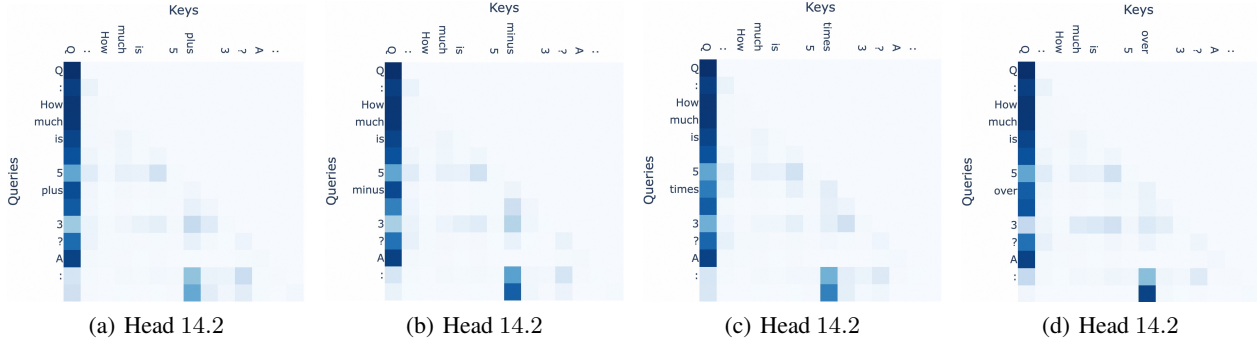 Keys
Q : How much is 5 plus 3 ? A :
Queries
Q
:
How
much
is
5
plus
3
?
A
:
(a) Head 14.2
Keys
Q : How much is 5 minus 3 ? A :
Queries
Q
:
How
much
is
5
minus
3
?
A
:
(b) Head 14.2
Keys
Q : How much is 5 times 3 ? A :
Queries
Q
:
How
much
is
5
times
3
?
A
:
(c) Head 14.2
Keys
Q : How much is 5 over 3 ? A :
Queries
Q
:
How
much
is
5
over
3
?
A
:
(d) Head 14.2